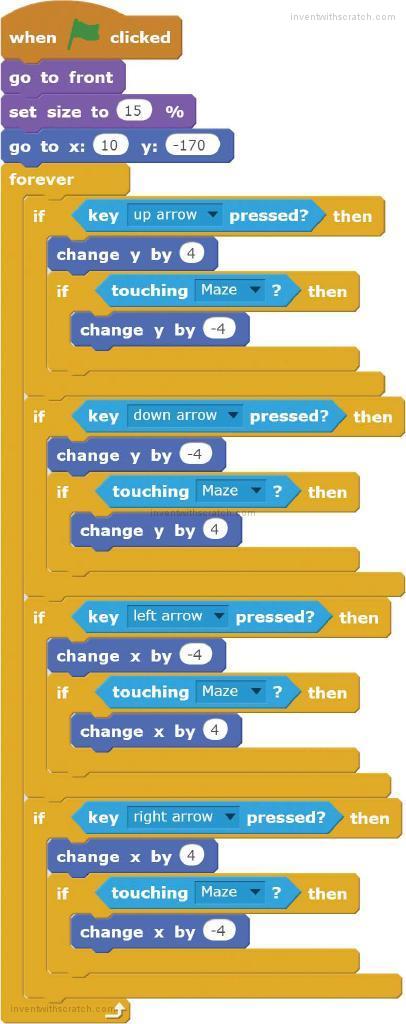 inventwithscratch.com
when clicked
go to front
set size to 15 %
go to x: 10 y: -170
forever
if key up arrow pressed? then
change y by 4
if touching Maze ? then
change y by -4
if key down arrow pressed? then
change y by -4
if touching Maze ? then
inventwithscratch.com
change y by 4
if key left arrow pressed? then
change x by -4
if touching Maze ? then
change x by 4
if key right arrow pressed? then
change x by 4
if touching Maze ? then
change x by -4
inventwithscratch.com